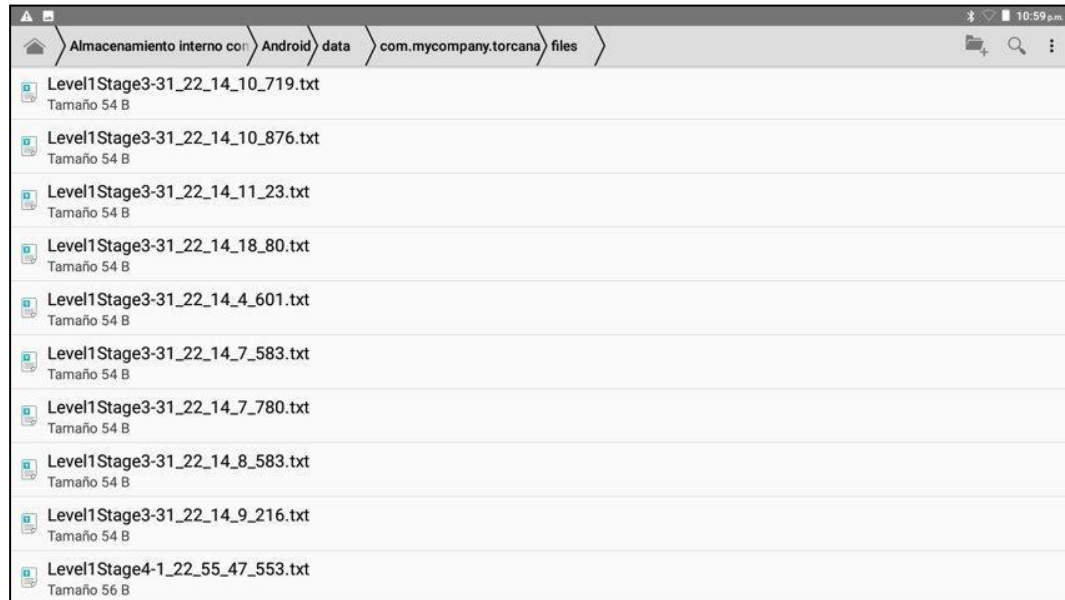 10:59 p.m.
Almacenamiento interno con Android data com.mycompany.torcana files
Level1Stage3-31_22_14_10_719.txt
Tamaño 54 B
Level1Stage3-31_22_14_10_876.txt
Tamaño 54 B
Level1Stage3-31_22_14_11_23.txt
Tamaño 54 B
Level1Stage3-31_22_14_18_80.txt
Tamaño 54 B
Level1Stage3-31_22_14_4_601.txt
Tamaño 54 B
Level1Stage3-31_22_14_7_583.txt
Tamaño 54 B
Level1Stage3-31_22_14_7_780.txt
Tamaño 54 B
Level1Stage3-31_22_14_8_583.txt
Tamaño 54 B
Level1Stage3-31_22_14_9_216.txt
Tamaño 54 B
Level1Stage4-1_22_55_47_553.txt
Tamaño 56 B